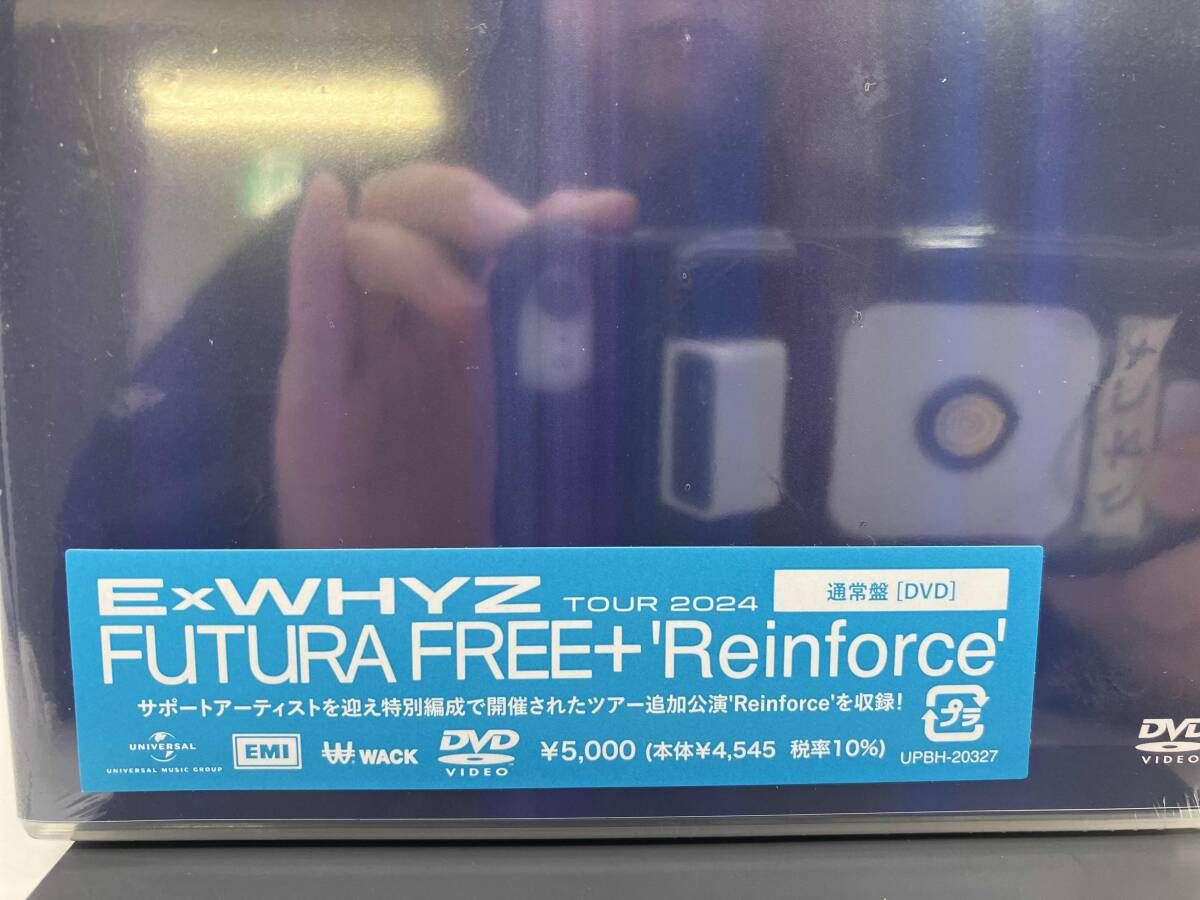 ExWHYZ TOUR 2024 通常盤 [DVD]
FUTURA FREE+'Reinforce'
サポートアーティストを迎え特別編成で開催されたツアー追加公演'Reinforce'を収録!
プラ
UNIVERSAL
UNIVERSAL MUSIC GROUP
EMI
WACK
DVD
VIDEO
¥5,000 (本体¥4,545 税率10%)
UPBH-20327
DVD
VIDEO